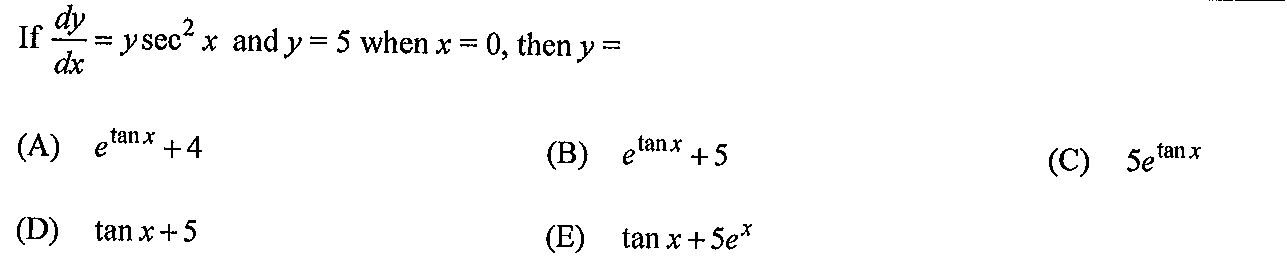 If dy/dx = y sec² x and y = 5 when x = 0, then y =
(A) e^{tan x} + 4 (B) e^{tan x} + 5 (C) 5e^{tan x}
(D) tan x + 5 (E) tan x + 5e^x